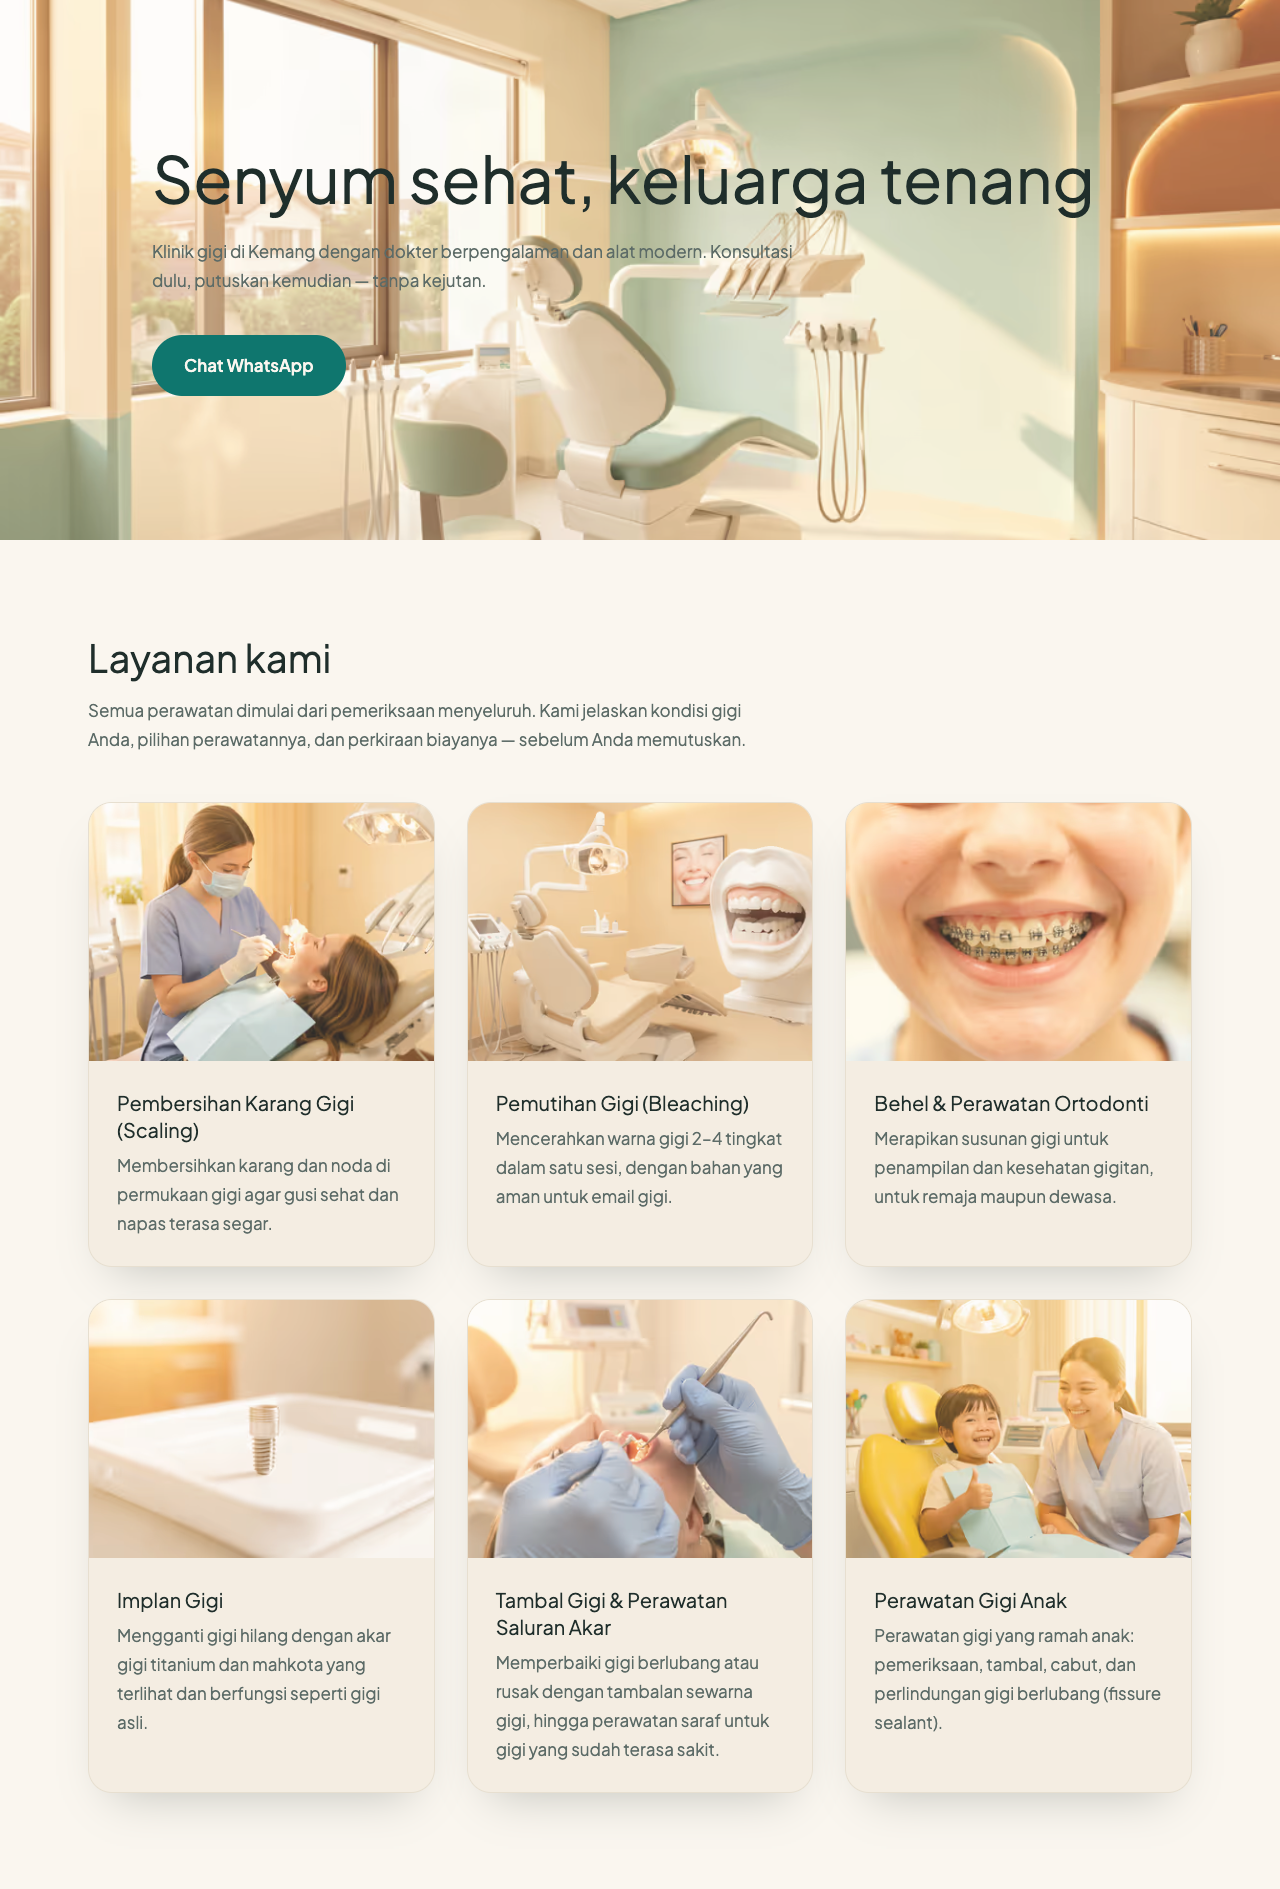 Senyum sehat, keluarga tenang
Klinik gigi di Kemang dengan dokter berpengalaman dan alat modern. Konsultasi
dulu, putuskan kemudian — tanpa kejutan.
Chat WhatsApp
Layanan kami
Semua perawatan dimulai dari pemeriksaan menyeluruh. Kami jelaskan kondisi gigi
Anda, pilihan perawatannya, dan perkiraan biayanya — sebelum Anda memutuskan.
Pembersihan Karang Gigi
(Scaling)
Membersihkan karang dan noda di
permukaan gigi agar gusi sehat dan
napas terasa segar.
Pemutihan Gigi (Bleaching)
Mencerahkan warna gigi 2–4 tingkat
dalam satu sesi, dengan bahan yang
aman untuk email gigi.
Behel & Perawatan Ortodonti
Merapikan susunan gigi untuk
penampilan dan kesehatan gigitan,
untuk remaja maupun dewasa.
Implan Gigi
Mengganti gigi hilang dengan akar
gigi titanium dan mahkota yang
terlihat dan berfungsi seperti gigi
asli.
Tambal Gigi & Perawatan
Saluran Akar
Memperbaiki gigi berlubang atau
rusak dengan tambalan sewarna
gigi, hingga perawatan saraf untuk
gigi yang sudah terasa sakit.
Perawatan Gigi Anak
Perawatan gigi yang ramah anak:
pemeriksaan, tambal, cabut, dan
perlindungan gigi berlubang (fissure
sealant).